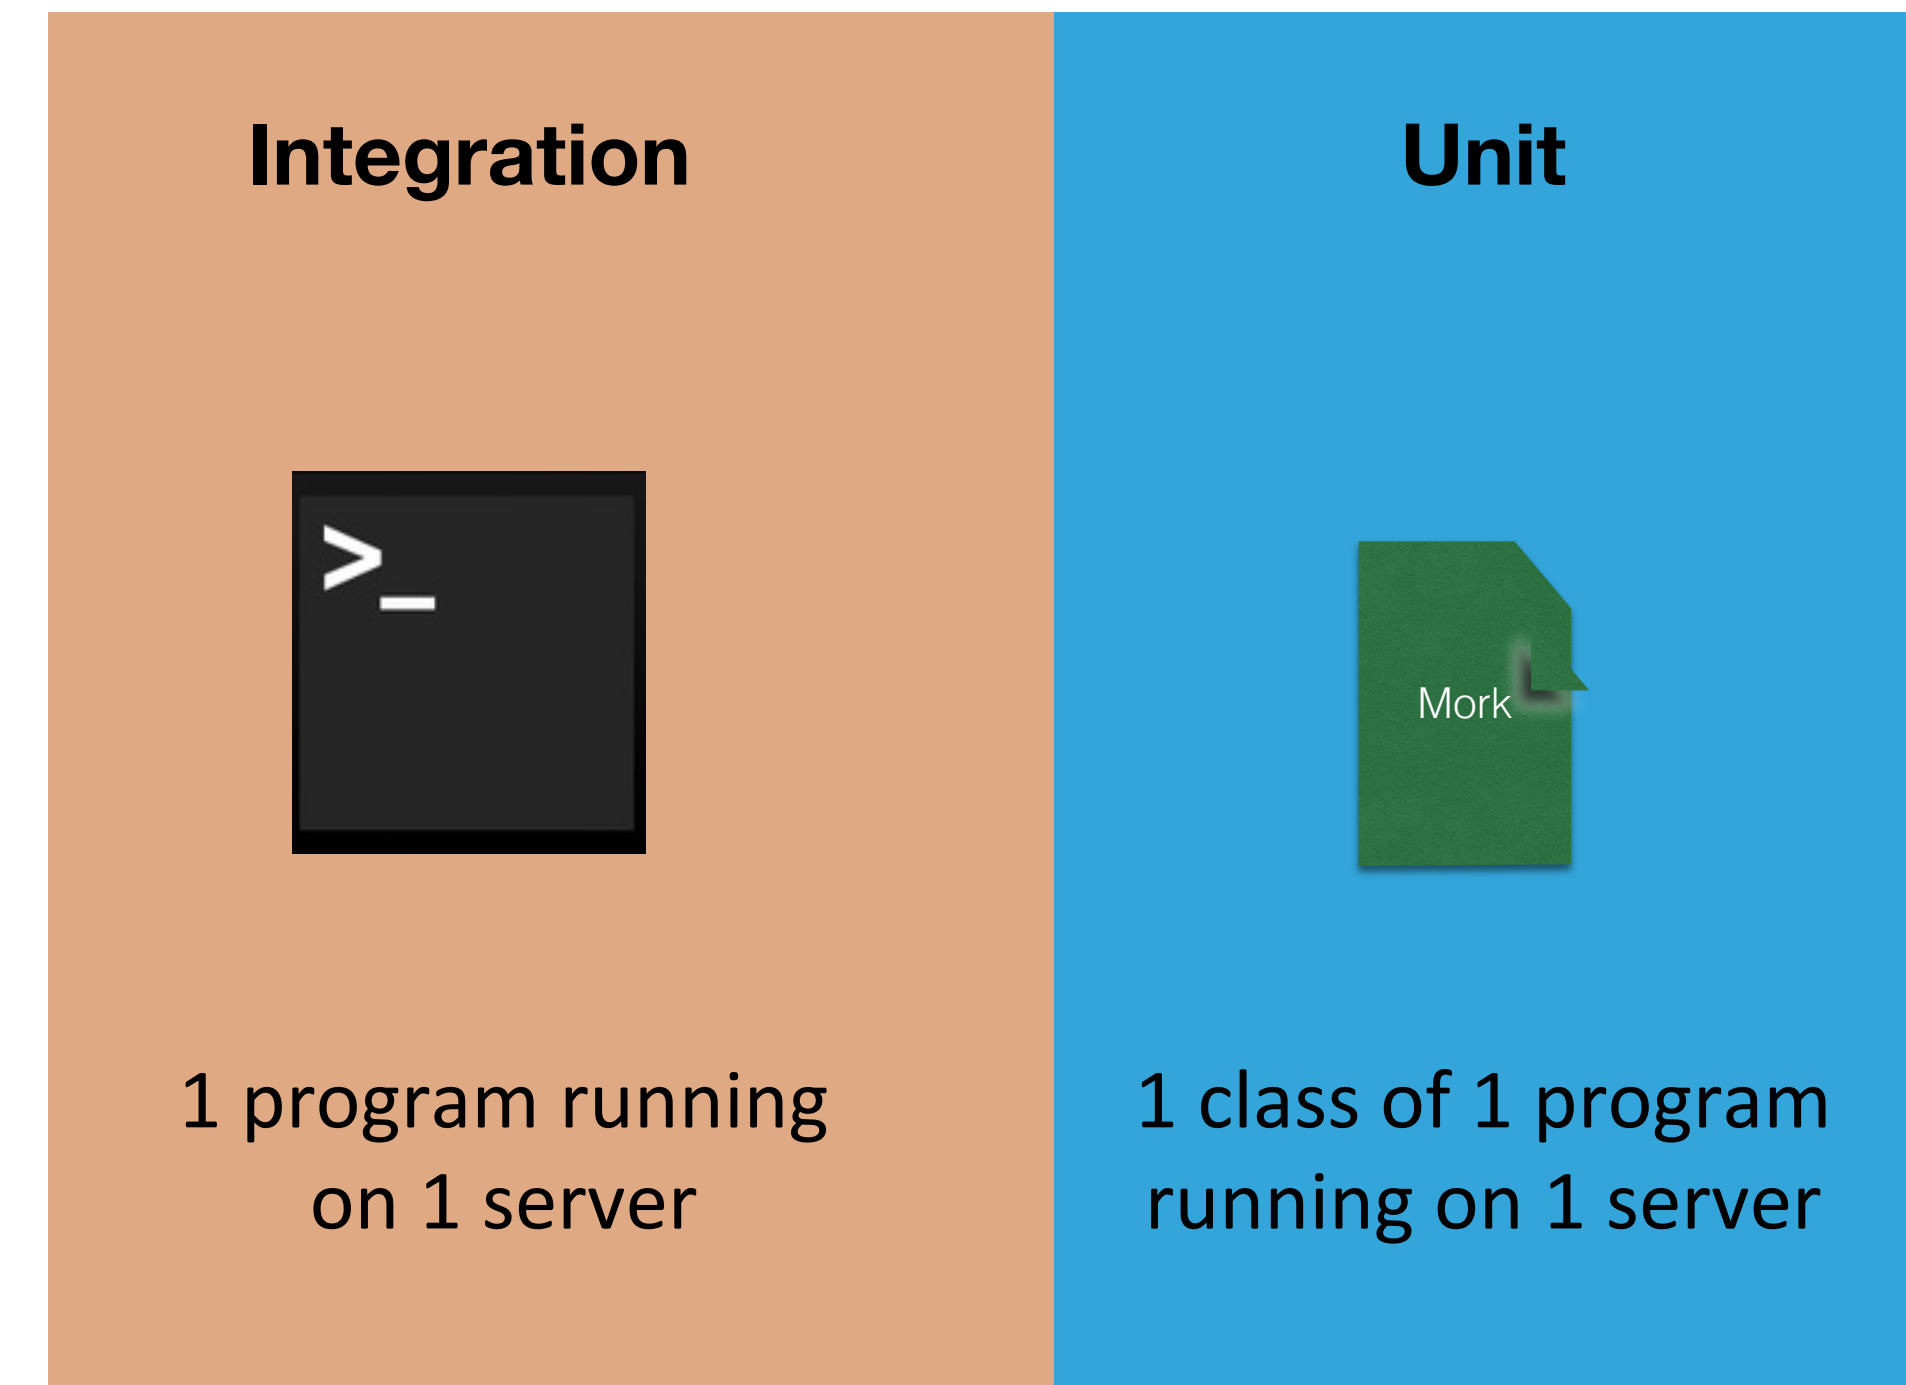 Integration
Unit
>_
Mork
1 program running
on 1 server
1 class of 1 program
running on 1 server